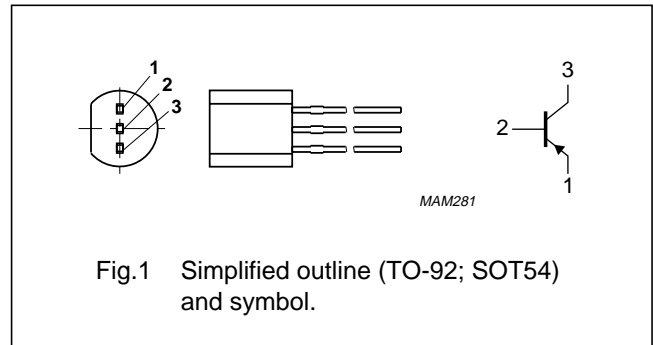 1
2
3
3
2
1
MAM281
Fig.1 Simplified outline (TO-92; SOT54)
and symbol.